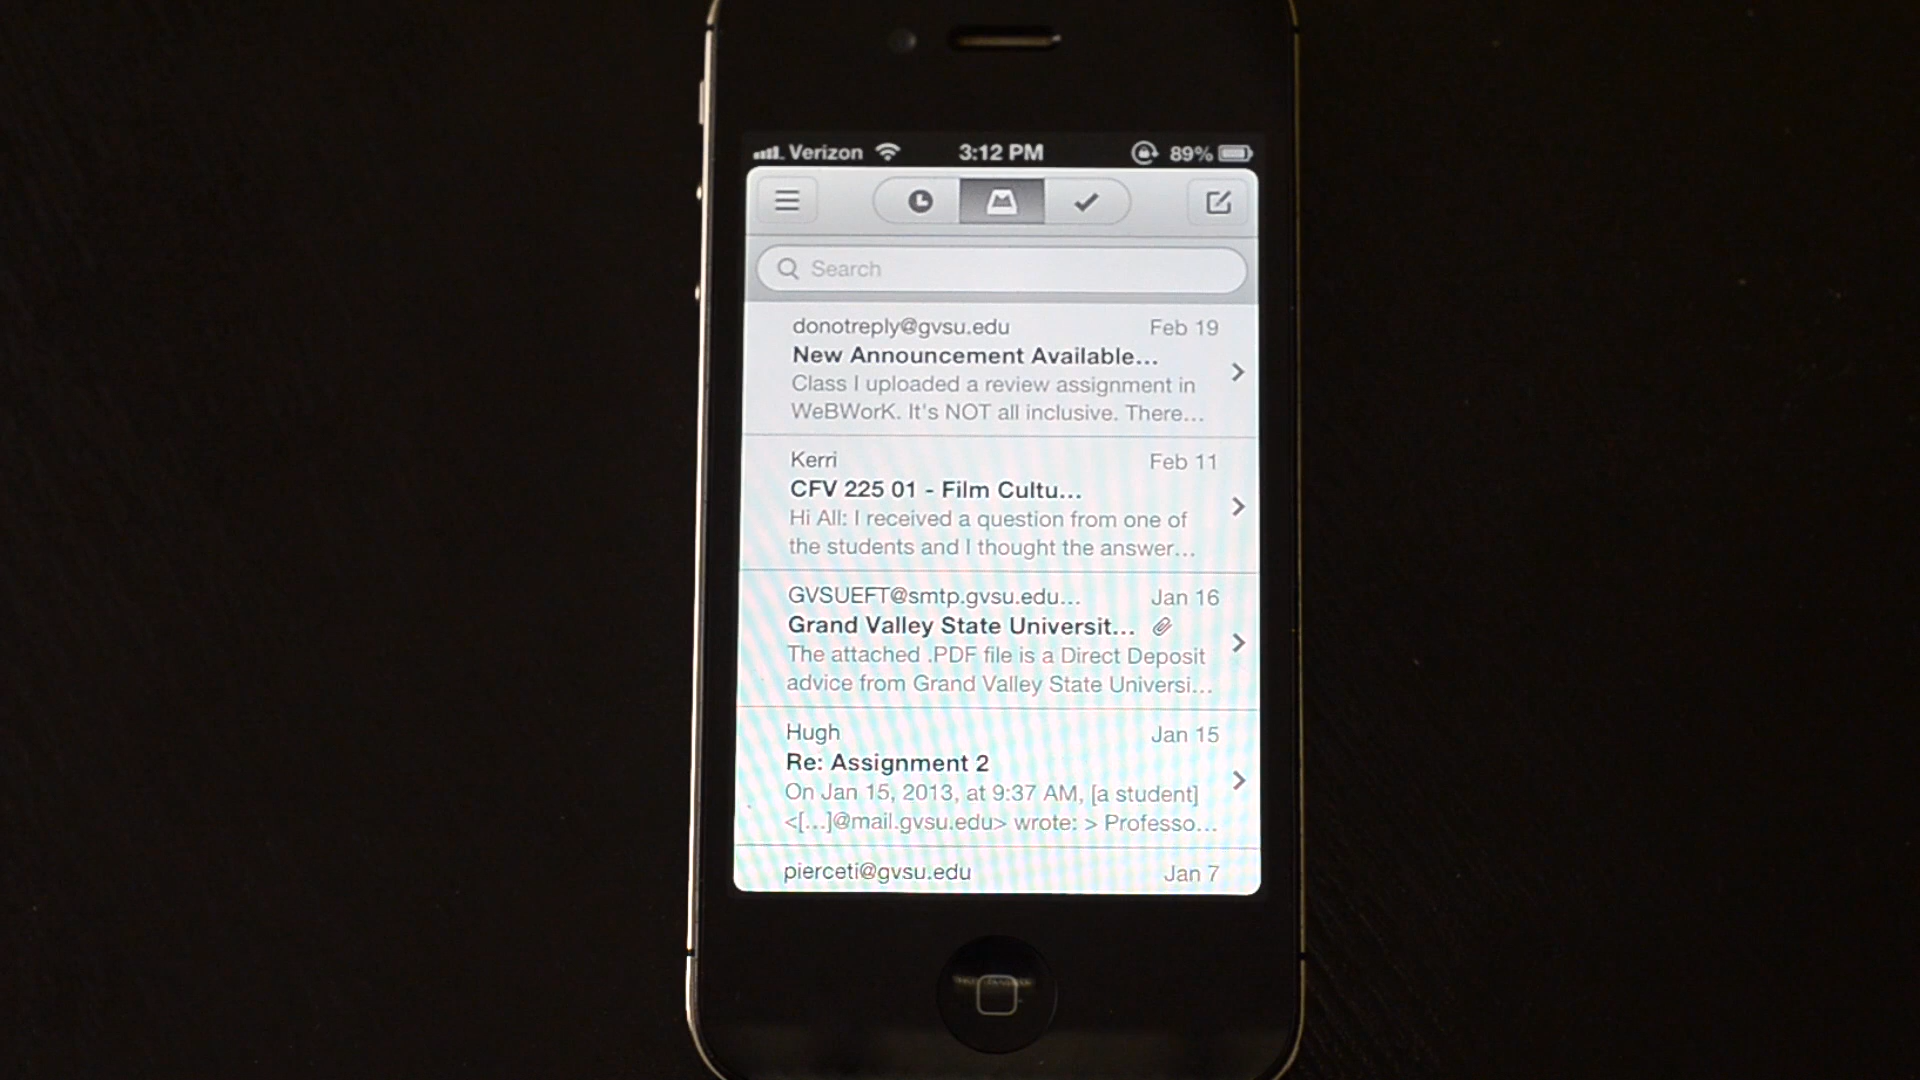 Verizon 3:12 PM 89%
Search
donotreply@gvsu.edu Feb 19
New Announcement Available...
Class I uploaded a review assignment in
WeBWorK. It's NOT all inclusive. There...
Kerri Feb 11
CFV 225 01 - Film Cultu...
Hi All: I received a question from one of
the students and I thought the answer...
GVSUEFT@smtp.gvsu.edu... Jan 16
Grand Valley State Universit...
The attached .PDF file is a Direct Deposit
advice from Grand Valley State Universi...
Hugh Jan 15
Re: Assignment 2
On Jan 15, 2013, at 9:37 AM, [a student]
<[...]@mail.gvsu.edu> wrote: > Professo...
pierceti@gvsu.edu Jan 7